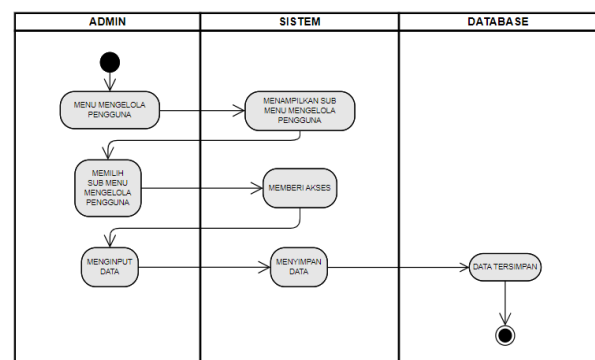 ADMIN
SISTEM
DATABASE
MENU MENGELOLA
PENGGUNA
MENAMPILKAN SUB
MENU MENGELOLA
PENGGUNA
MEMILIH
SUB MENU
MENGELOLA
PENGGUNA
MEMBERI AKSES
MENGINPUT
DATA
MENYIMPAN
DATA
DATA TERSIMPAN